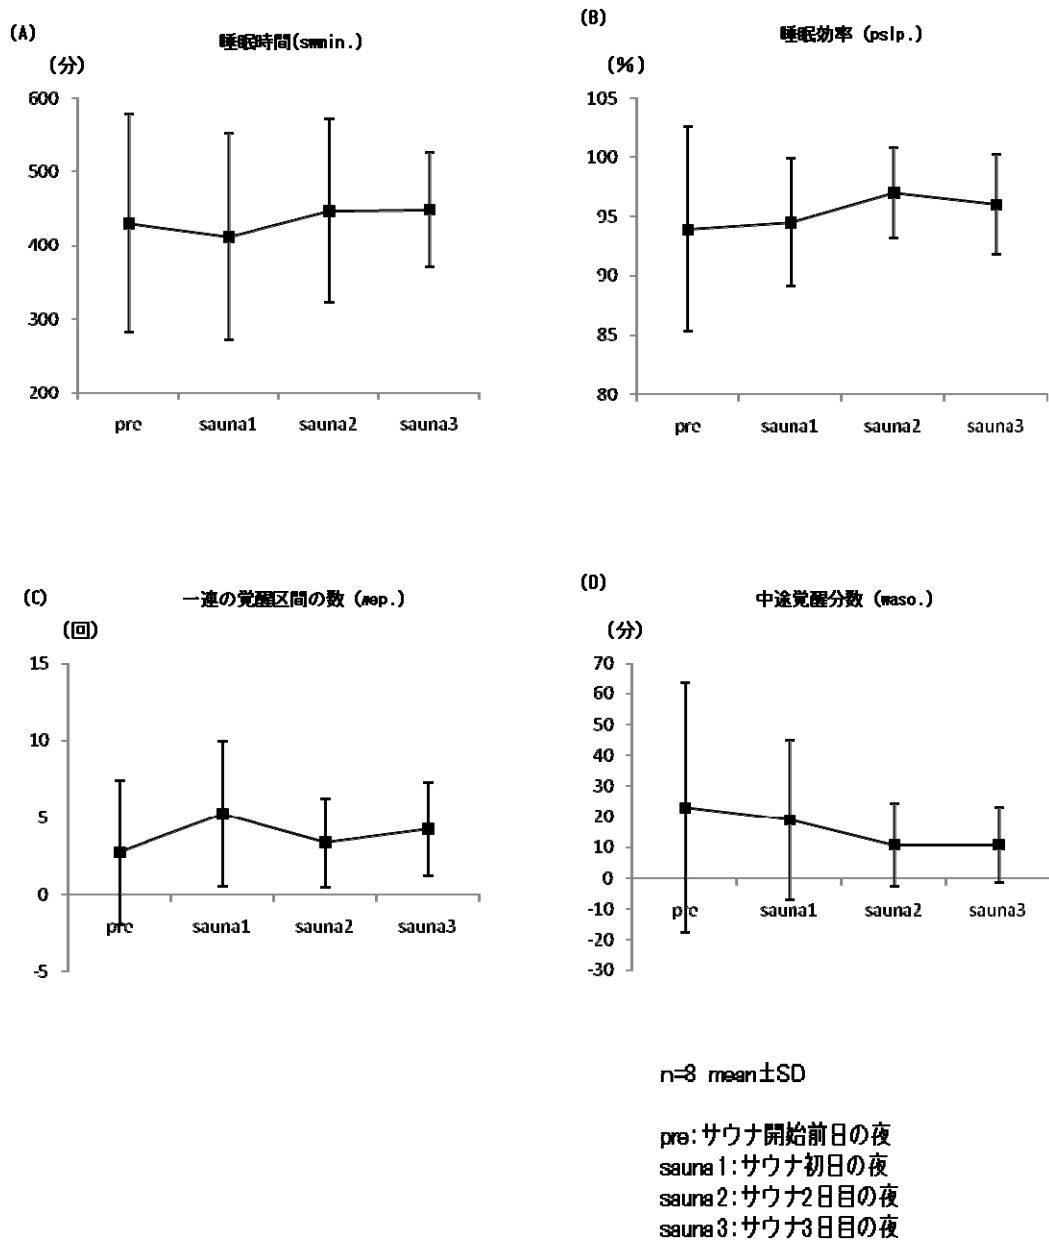 (A)
睡眠時間(smmin.)
(分)
600
500
400
300
200
pre
sauna1
sauna2
sauna3
(B)
睡眠効率 (pslp.)
(%)
105
100
95
90
85
80
pre
sauna1
sauna2
sauna3
(C)
一連の覚醒区間の数 (wep.)
(回)
15
10
5
0
-5
pre
sauna1
sauna2
sauna3
(D)
中途覚醒分数 (waso.)
(分)
70
60
50
40
30
20
10
0
-10
-20
-30
pre
sauna1
sauna2
sauna3
n=8 mean±SD
pre:サウナ開始前日の夜
sauna1:サウナ初日の夜
sauna2:サウナ2日目の夜
sauna3:サウナ3日目の夜